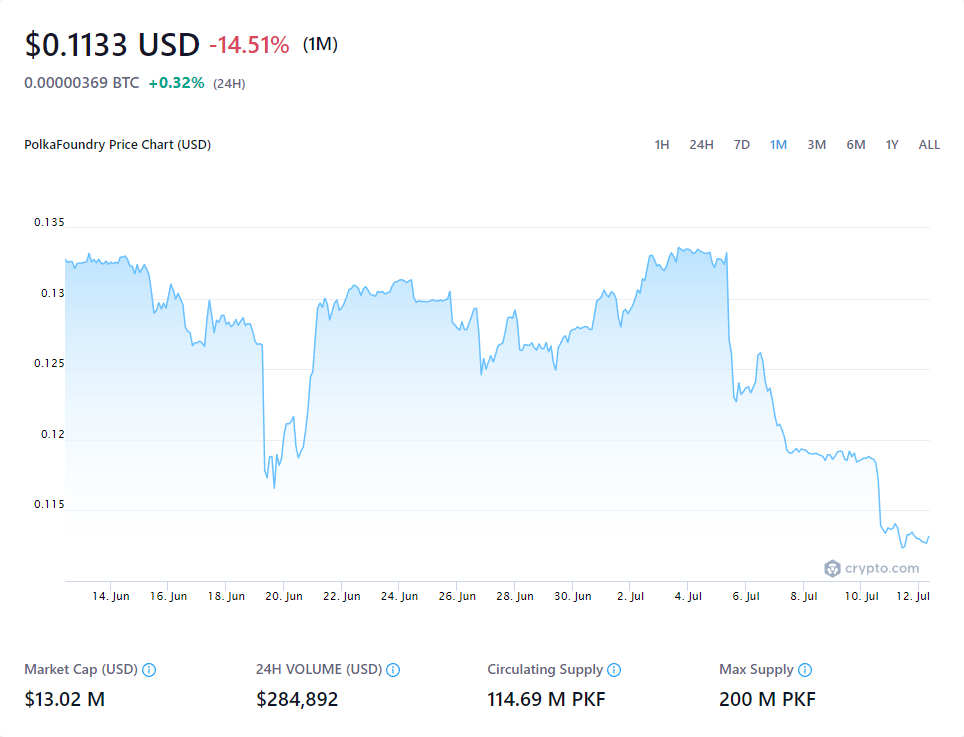 $0.1133 USD -14.51% (1M)
0.00000369 BTC +0.32% (24H)
PolkaFoundry Price Chart (USD)
1H 24H 7D 1M 3M 6M 1Y ALL
0.135
0.13
0.125
0.12
0.115
crypto.com
14. Jun 16. Jun 18. Jun 20. Jun 22. Jun 24. Jun 26. Jun 28. Jun 30. Jun 2. Jul 4. Jul 6. Jul 8. Jul 10. Jul 12. Jul
Market Cap (USD) 24H VOLUME (USD) Circulating Supply Max Supply
$13.02 M $284,892 114.69 M PKF 200 M PKF